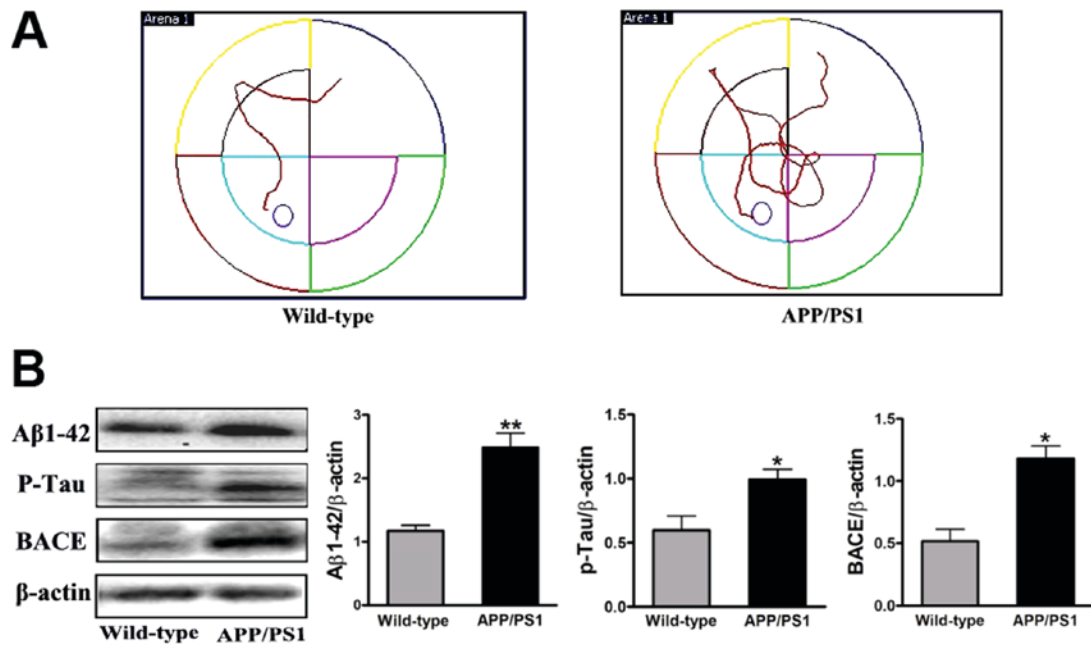 A
Arena 1
Wild-type
Arena 1
APP/PS1
B
Aβ1-42
P-Tau
BACE
β-actin
Wild-type APP/PS1
Aβ1-42/β-actin
3
2
1
0
**
Wild-type APP/PS1
p-Tau/β-actin
1.5
1.0
0.5
0.0
*
Wild-type APP/PS1
BACE/β-actin
1.5
1.0
0.5
0.0
*
Wild-type APP/PS1